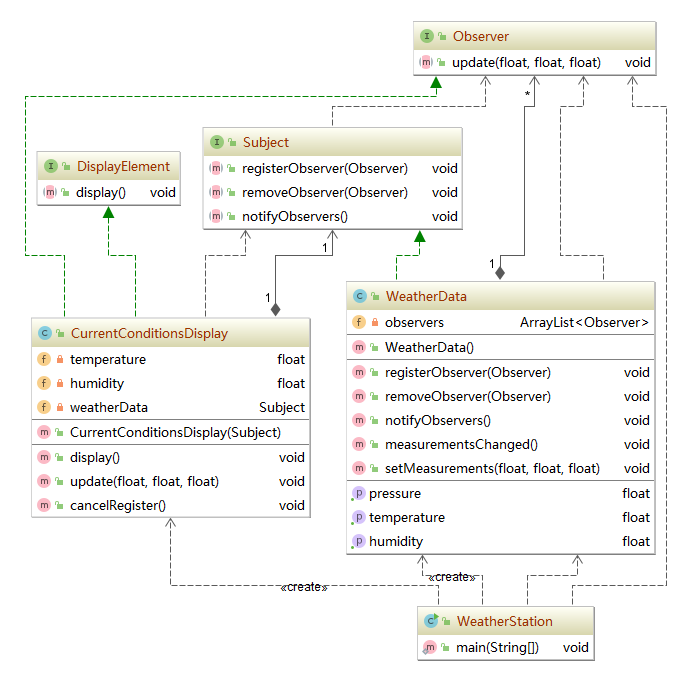 Observer
update(float, float, float) void
*
Subject
registerObserver(Observer) void
removeObserver(Observer) void
notifyObservers() void
DisplayElement
display() void
1
1
1
WeatherData
observers ArrayList<Observer>
WeatherData()
registerObserver(Observer) void
removeObserver(Observer) void
notifyObservers() void
measurementsChanged() void
setMeasurements(float, float, float) void
pressure float
temperature float
humidity float
CurrentConditionsDisplay
temperature float
humidity float
weatherData Subject
CurrentConditionsDisplay(Subject)
display() void
update(float, float, float) void
cancelRegister() void
«create»
«create»
WeatherStation
main(String[]) void